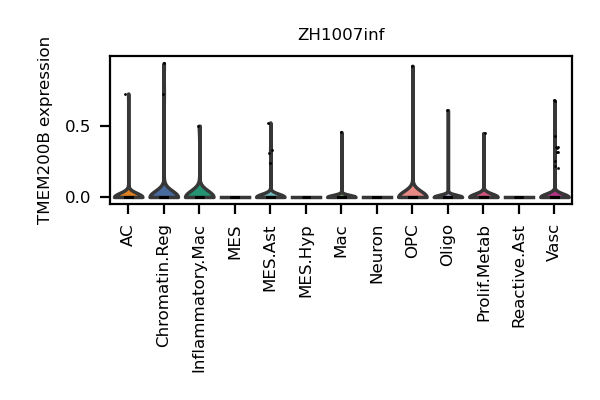 ZH1007inf
TMEM200B expression
0.5
0.0
AC
Chromatin.Reg
Inflammatory.Mac
MES
MES.Ast
MES.Hyp
Mac
Neuron
OPC
Oligo
Prolif.Metab
Reactive.Ast
Vasc